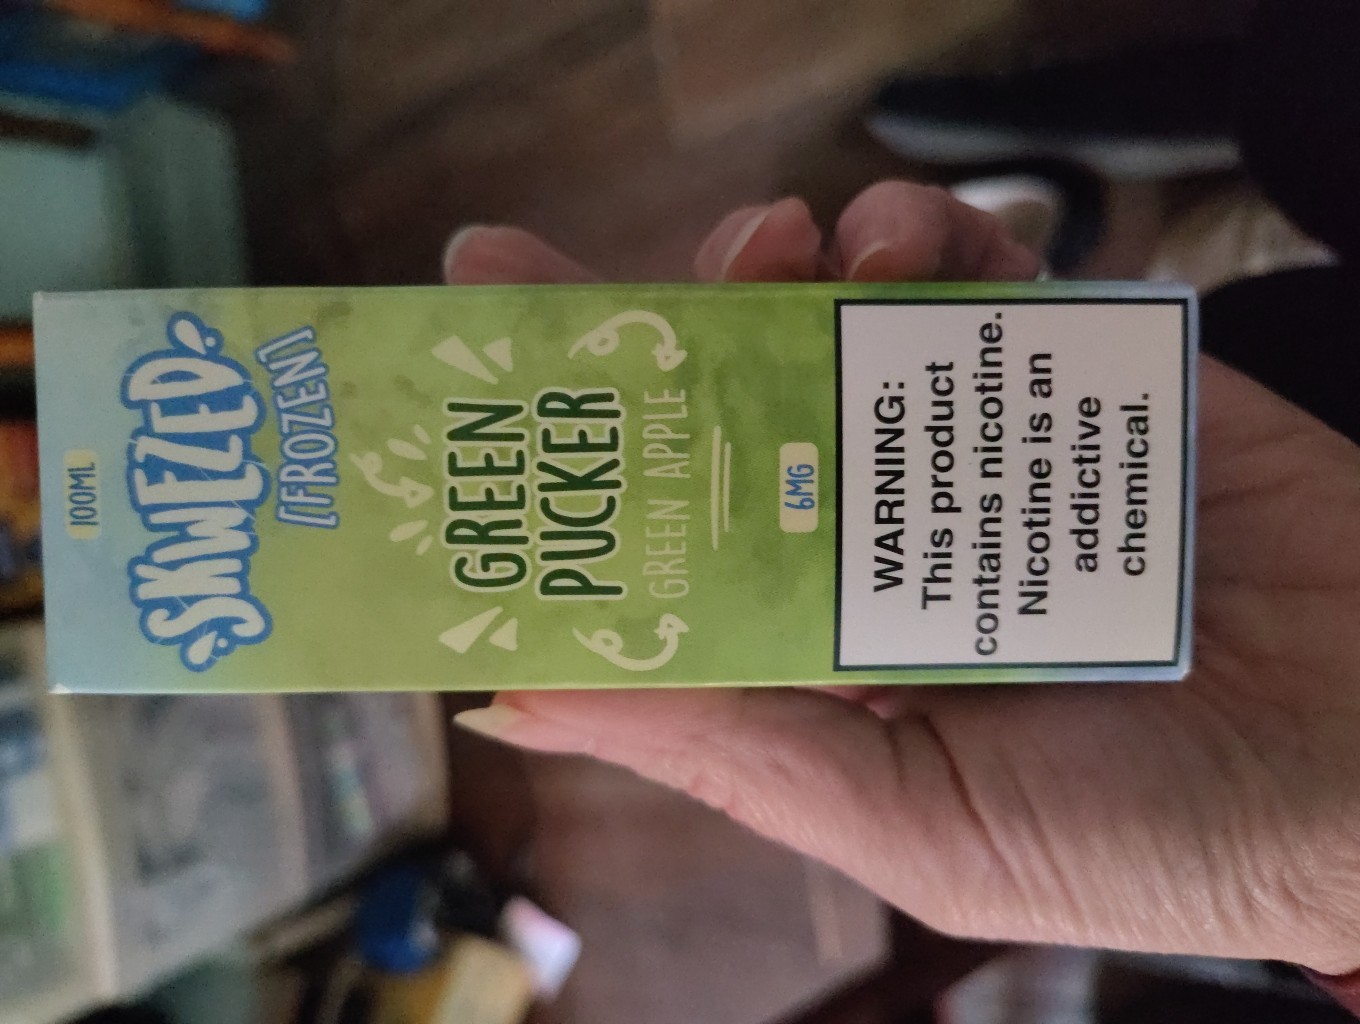 100ML
SKWEZED
[FROZEN]
GREEN
PUCKER
GREEN APPLE
6MG
WARNING:
This product
contains nicotine.
Nicotine is an
addictive
chemical.